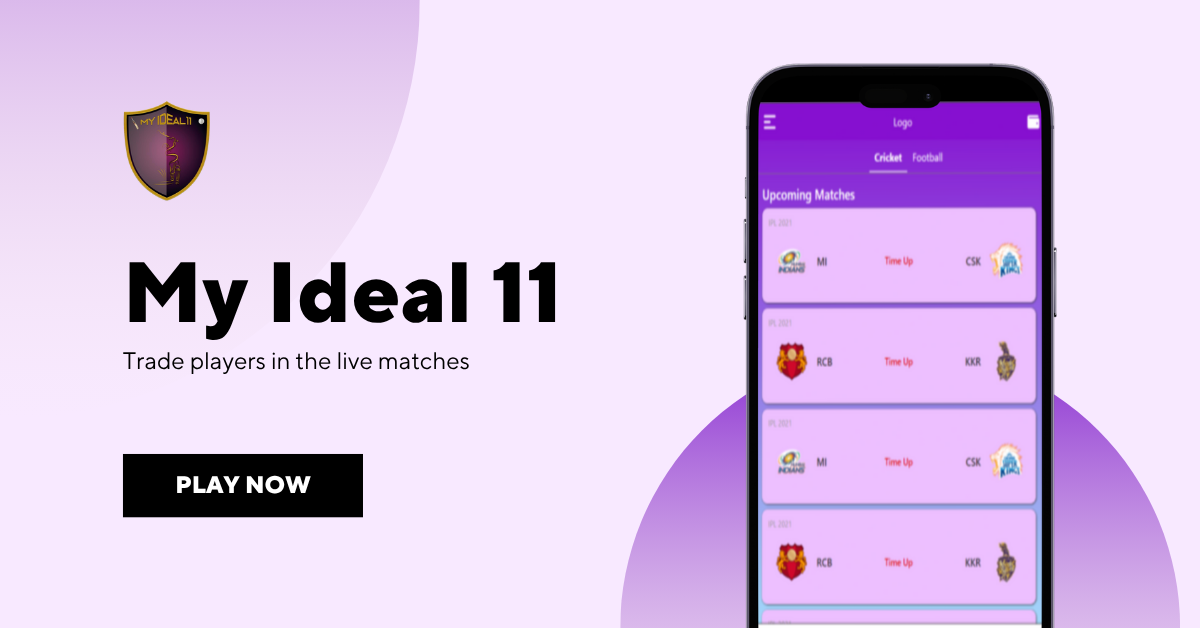 MY IDEAL11
My Ideal 11
Trade players in the live matches
PLAY NOW
Logo
Cricket Football
Upcoming Matches
IPL 2021
MI Time Up CSK
IPL 2021
RCB Time Up KKR
IPL 2021
MI Time Up CSK
IPL 2021
RCB Time Up KKR